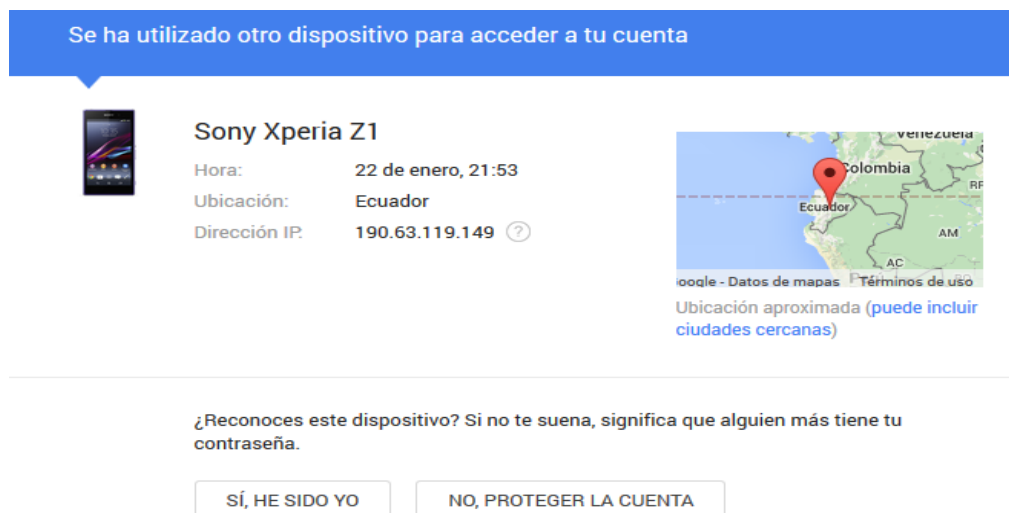 Se ha utilizado otro dispositivo para acceder a tu cuenta
Sony Xperia Z1
Hora: 22 de enero, 21:53
Ubicación: Ecuador
Dirección IP: 190.63.119.149 ?
Venezuela
Colombia
Ecuador
AM
AC
oogle - Datos de mapas Términos de uso
Ubicación aproximada (puede incluir
ciudades cercanas)
¿Reconoces este dispositivo? Si no te suena, significa que alguien más tiene tu
contraseña.
SÍ, HE SIDO YO NO, PROTEGER LA CUENTA